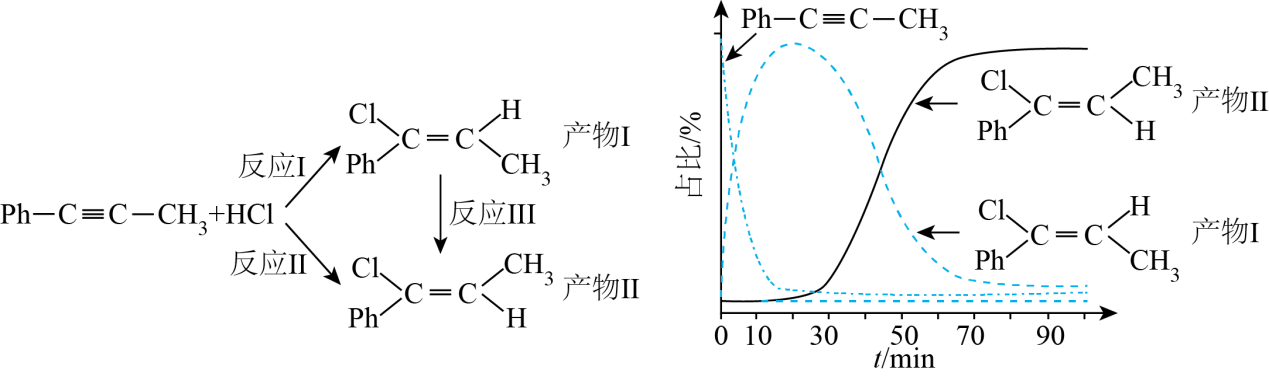 Cl H
C=C
Ph CH₃
产物I
反应I
Ph—C≡C—CH₃+HCl
反应III
反应II
Cl CH₃
C=C
Ph H
产物II
占比/%
Ph—C≡C—CH₃
Cl CH₃
C=C
Ph H
产物II
Cl H
C=C
Ph CH₃
产物I
0 10 30 50 70 90
t/min